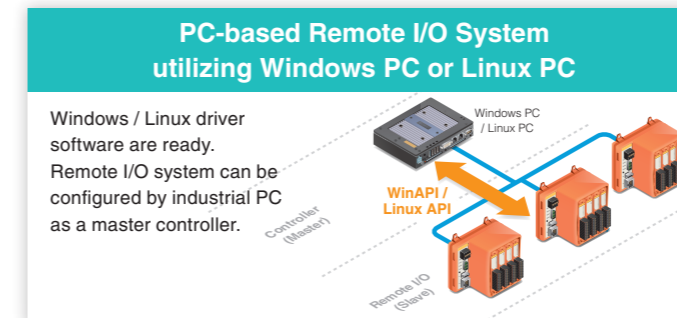 PC-based Remote I/O System
utilizing Windows PC or Linux PC
Windows / Linux driver
software are ready.
Remote I/O system can be
configured by industrial PC
as a master controller.
Windows PC
/ Linux PC
WinAPI /
Linux API
Controller
(Master)
Remote I/O
(Slave)